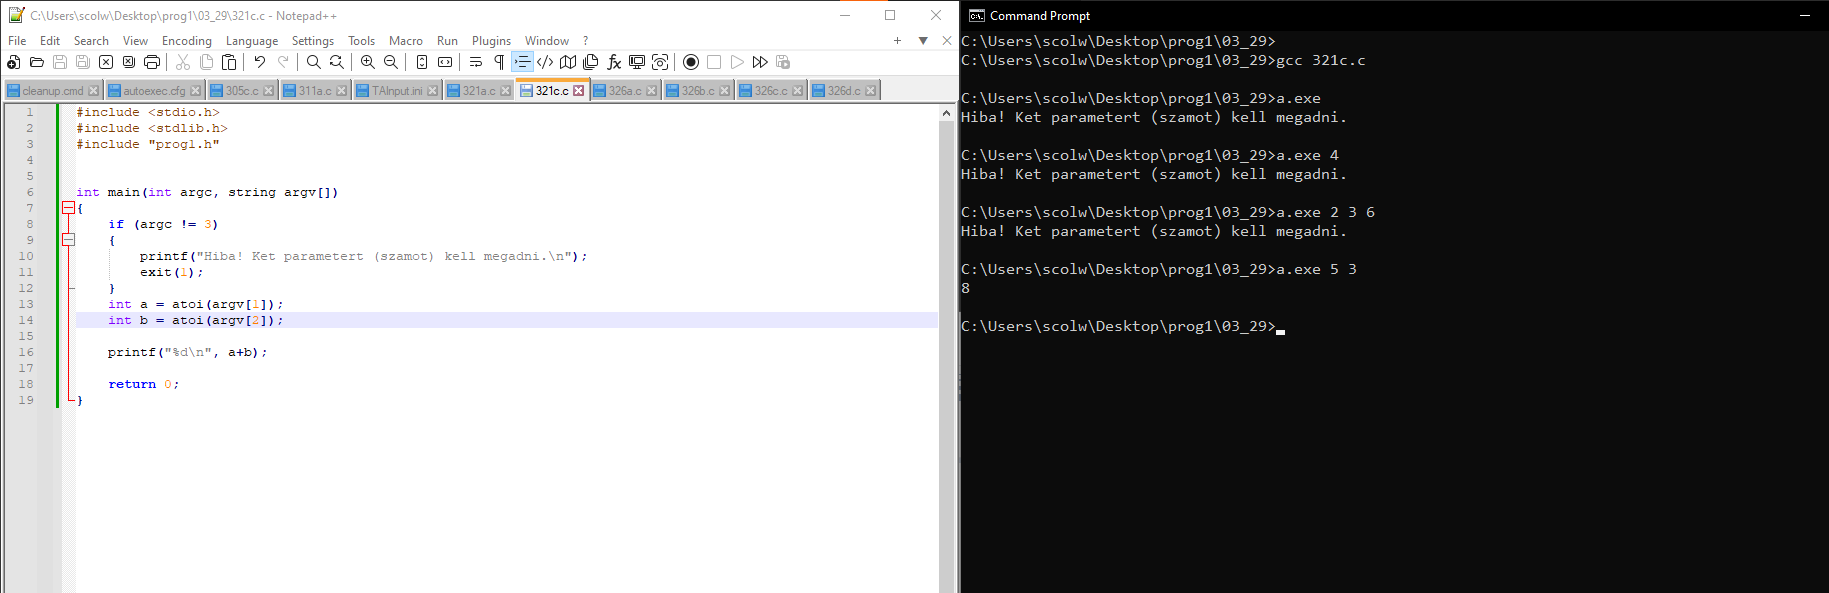 C:\Users\scolw\Desktop\prog1\03_29\321c.c - Notepad++
File Edit Search View Encoding Language Settings Tools Macro Run Plugins Window ?
cleanup.cmd autoexec.cfg 305c.c 311a.c TAInput.ini 321a.c 321c.c 326a.c 326b.c 326c.c 326d.c
1 #include <stdio.h>
2 #include <stdlib.h>
3 #include "prog1.h"
4
5
6 int main(int argc, string argv[])
7 {
8 if (argc != 3)
9 {
10 printf("Hiba! Ket parametert (szamot) kell megadni.\n");
11 exit(1);
12 }
13 int a = atoi(argv[1]);
14 int b = atoi(argv[2]);
15
16 printf("%d\n", a+b);
17
18 return 0;
19 }
Command Prompt
C:\Users\scolw\Desktop\prog1\03_29>
C:\Users\scolw\Desktop\prog1\03_29>gcc 321c.c
C:\Users\scolw\Desktop\prog1\03_29>a.exe
Hiba! Ket parametert (szamot) kell megadni.
C:\Users\scolw\Desktop\prog1\03_29>a.exe 4
Hiba! Ket parametert (szamot) kell megadni.
C:\Users\scolw\Desktop\prog1\03_29>a.exe 2 3 6
Hiba! Ket parametert (szamot) kell megadni.
C:\Users\scolw\Desktop\prog1\03_29>a.exe 5 3
8
C:\Users\scolw\Desktop\prog1\03_29>